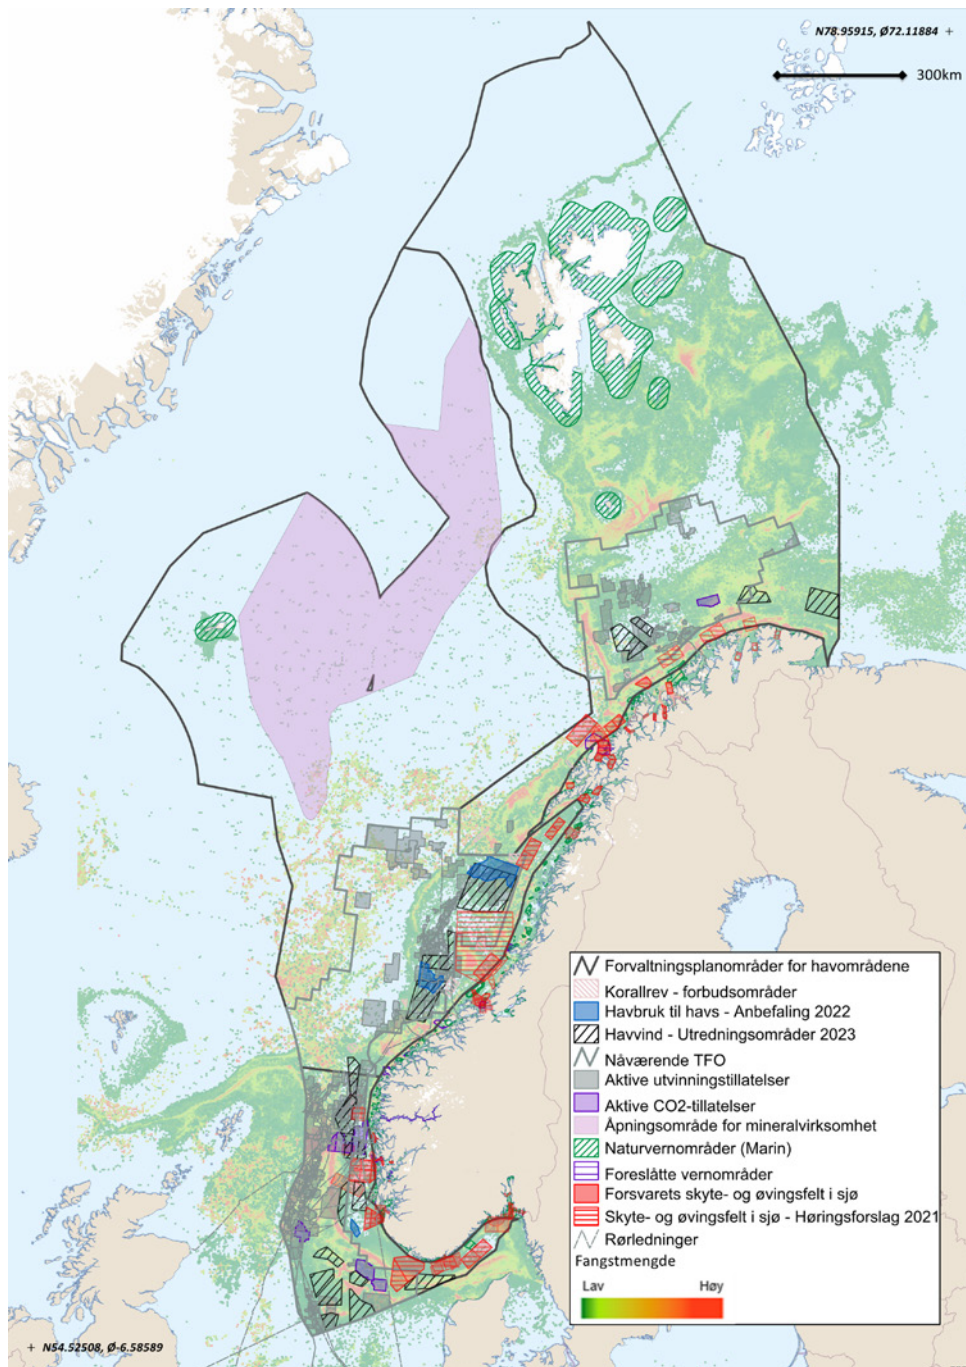 N78.95915, Ø72.11884 +
300km
Forvaltningsplanområder for havområdene
Korallrev - forbudsområder
Havbruk til havs - Anbefaling 2022
Havvind - Utredningsområder 2023
Nåværende TFO
Aktive utvinningstillatelser
Aktive CO2-tillatelser
Åpningsområde for mineralvirksomhet
Naturvernområder (Marin)
Foreslåtte vernområder
Forsvarets skyte- og øvingsfelt i sjø
Skyte- og øvingsfelt i sjø - Høringsforslag 2021
Rørledninger
Fangstmengde
Lav Høy
+ N54.52508, Ø-6.58589